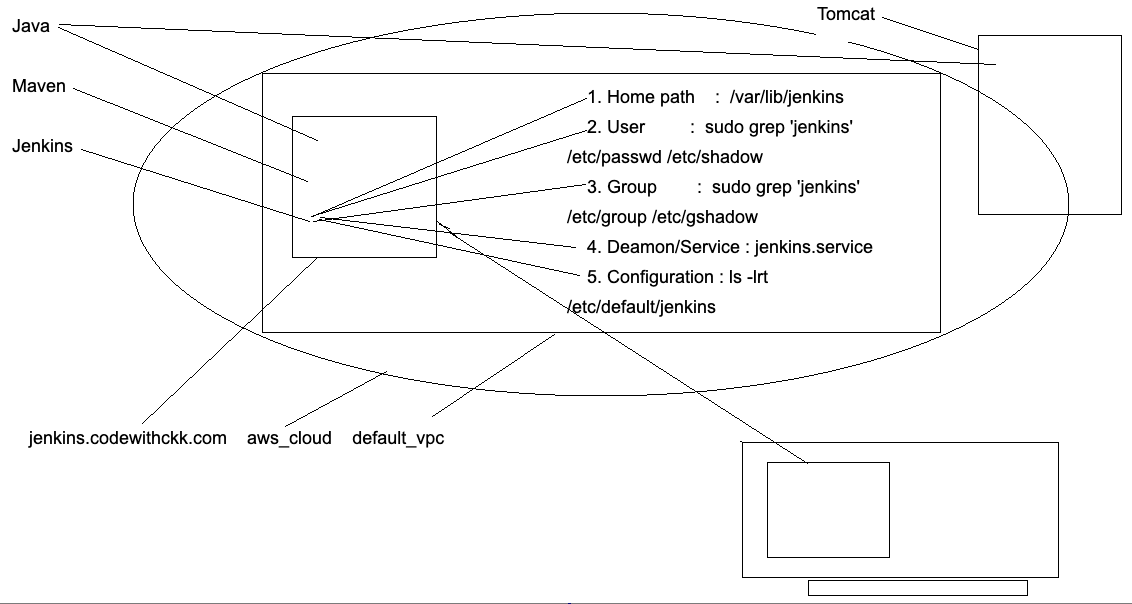 Java
Tomcat
Maven
Jenkins
1. Home path : /var/lib/jenkins
2. User : sudo grep 'jenkins'
/etc/passwd /etc/shadow
3. Group : sudo grep 'jenkins'
/etc/group /etc/gshadow
4. Deamon/Service : jenkins.service
5. Configuration : ls -lrt
/etc/default/jenkins
jenkins.codewithckk.com aws_cloud default_vpc